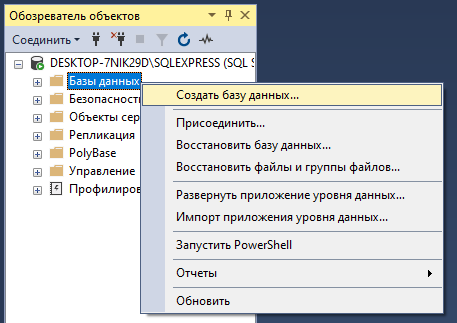 Обозреватель объектов
Соединить
DESKTOP-7NIK29D\SQLEXPRESS (SQL S
Базы данных
Безопасность
Объекты сер
Репликация
PolyBase
Управление
Профилиров
Создать базу данных...
Присоединить...
Восстановить базу данных...
Восстановить файлы и группы файлов...
Развернуть приложение уровня данных...
Импорт приложения уровня данных...
Запустить PowerShell
Отчеты
Обновить